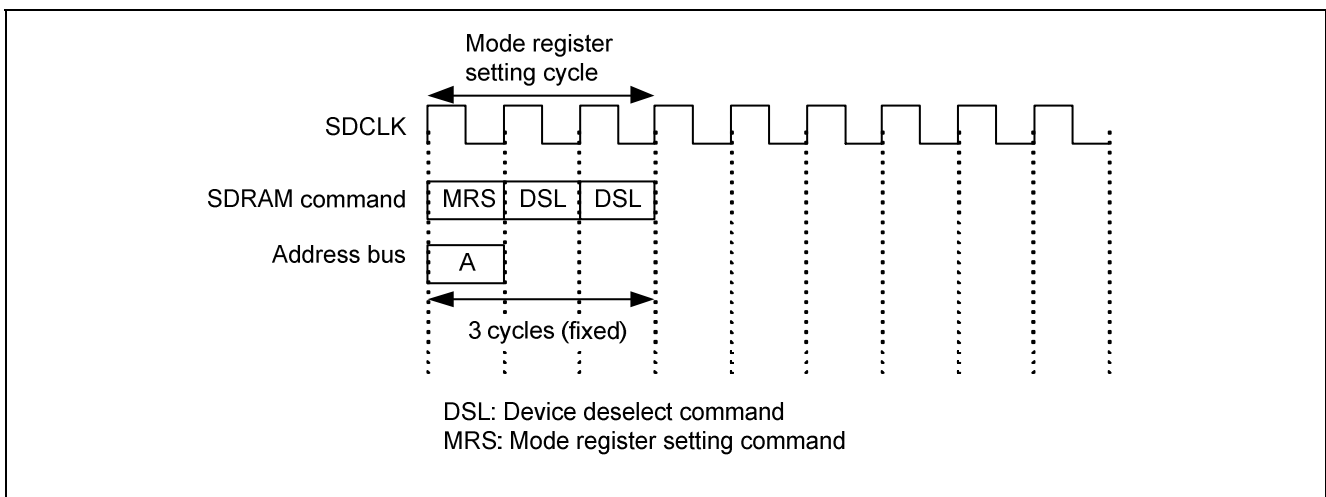 Mode register
setting cycle
SDCLK
SDRAM command MRS DSL DSL
Address bus A
3 cycles (fixed)
DSL: Device deselect command
MRS: Mode register setting command